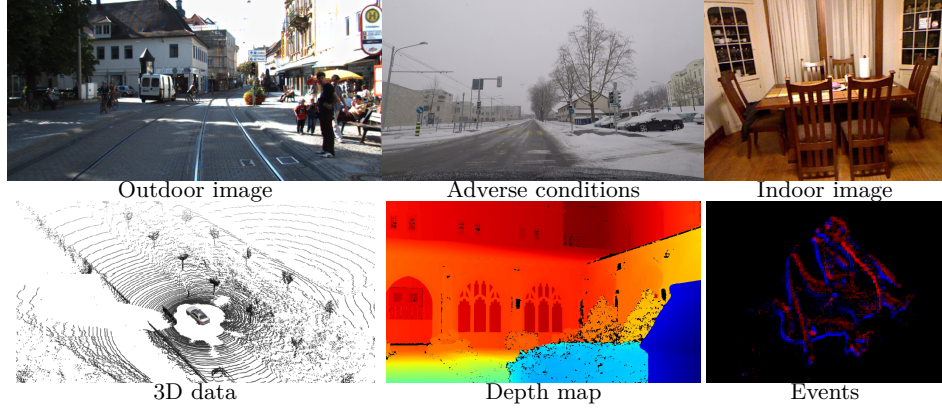 Outdoor image
Adverse conditions
Indoor image
3D data
Depth map
Events